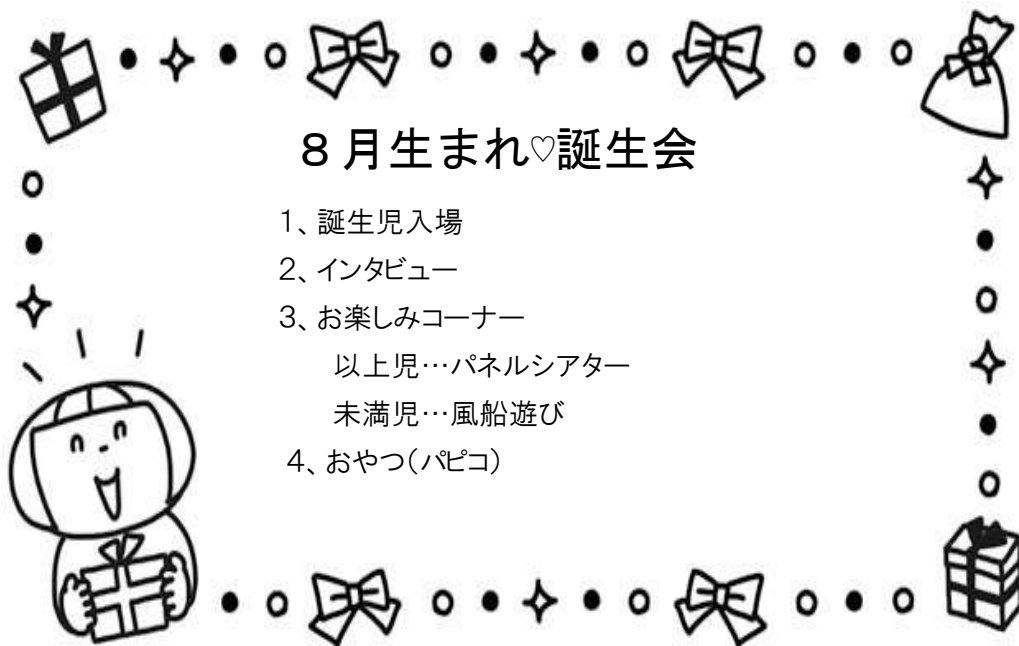 ８月生まれ♡誕生会
1、誕生児入場
2、インタビュー
3、お楽しみコーナー
以上児…パネルシアター
未満児…風船遊び
4、おやつ（パピコ）